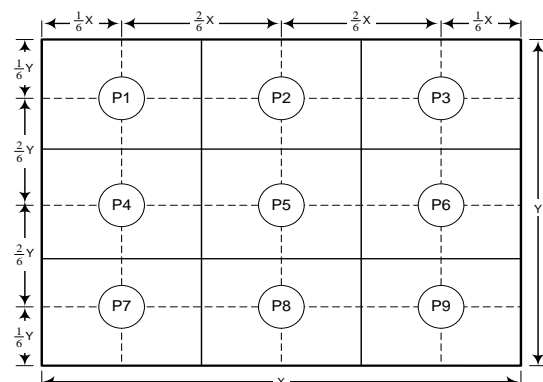 1/6 X 2/6 X 2/6 X 1/6 X
1/6 Y
P1 P2 P3
2/6 Y
P4 P5 P6
Y
2/6 Y
P7 P8 P9
1/6 Y
X